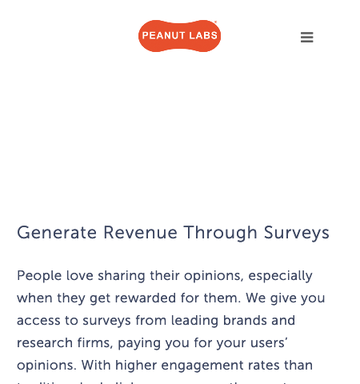 PEANUT LABS
Generate Revenue Through Surveys
People love sharing their opinions, especially
when they get rewarded for them. We give you
access to surveys from leading brands and
research firms, paying you for your users'
opinions. With higher engagement rates than